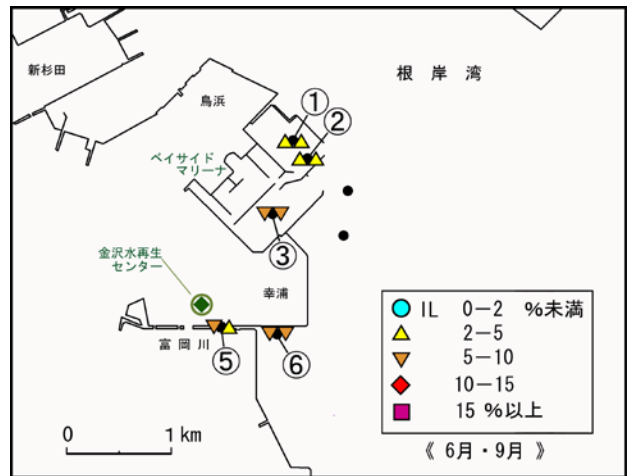 新杉田
根岸湾
鳥浜
①
②
ベイサイド
マリーナ
③
金沢水再生
センター
幸浦
富岡川
⑤
⑥
IL 0－2 %未満
2－5
5－10
10－15
15 %以上
0 1km
《 6月・9月 》